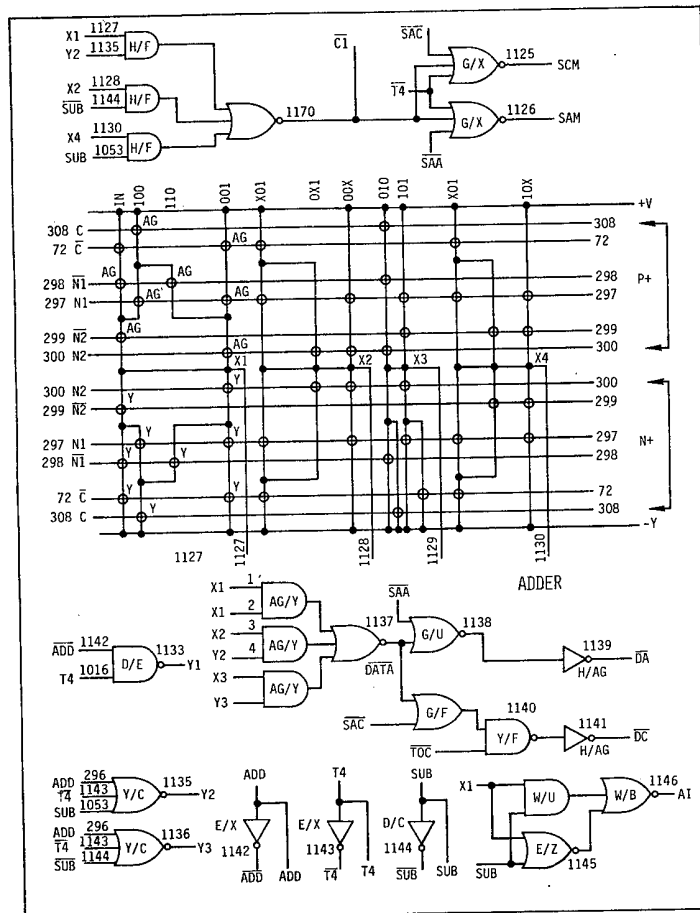 X1 1127
Y2 1135
H/F
X2 1128
SUB 1144
H/F
X4 1130
SUB 1053
H/F
1170
C1
SAC
G/X
1125
SCM
T4
G/X
1126
SAM
SAA
IN
100
110
001
X01
0X1
00X
010
101
X01
10X
+V
308 C AG 308
72 C AG 72
298 N1 AG AG 298
297 N1 AG AG 297
P+
299 N2 AG 299
300 N2 AG 300
X1 X2 X3 X4
300 N2 Y 300
299 N2 Y 299
297 N1 Y Y 297
298 N1 Y Y 298
N+
72 C Y Y 72
308 C Y 308
-Y
1127
1127
1128
1129
1130
ADDER
X1 1
X1 2
AG/Y
X2 3
Y2 4
AG/Y
X3
Y3
AG/Y
1137
DATA
SAA
G/U
1138
1139
H/AG
DA
ADD 1142
T4 1016
D/E
1133
Y1
SAC
G/F
1140
TOC
Y/F
1141
H/AG
DC
ADD 296
T4 1143
SUB 1053
Y/C
1135
Y2
ADD 296
T4 1143
SUB 1144
Y/C
1136
Y3
ADD
E/X
1142
ADD
ADD
T4
E/X
1143
T4
T4
SUB
D/C
1144
SUB
SUB
X1
W/U
W/B
1146
AI
E/Z
1145
SUB